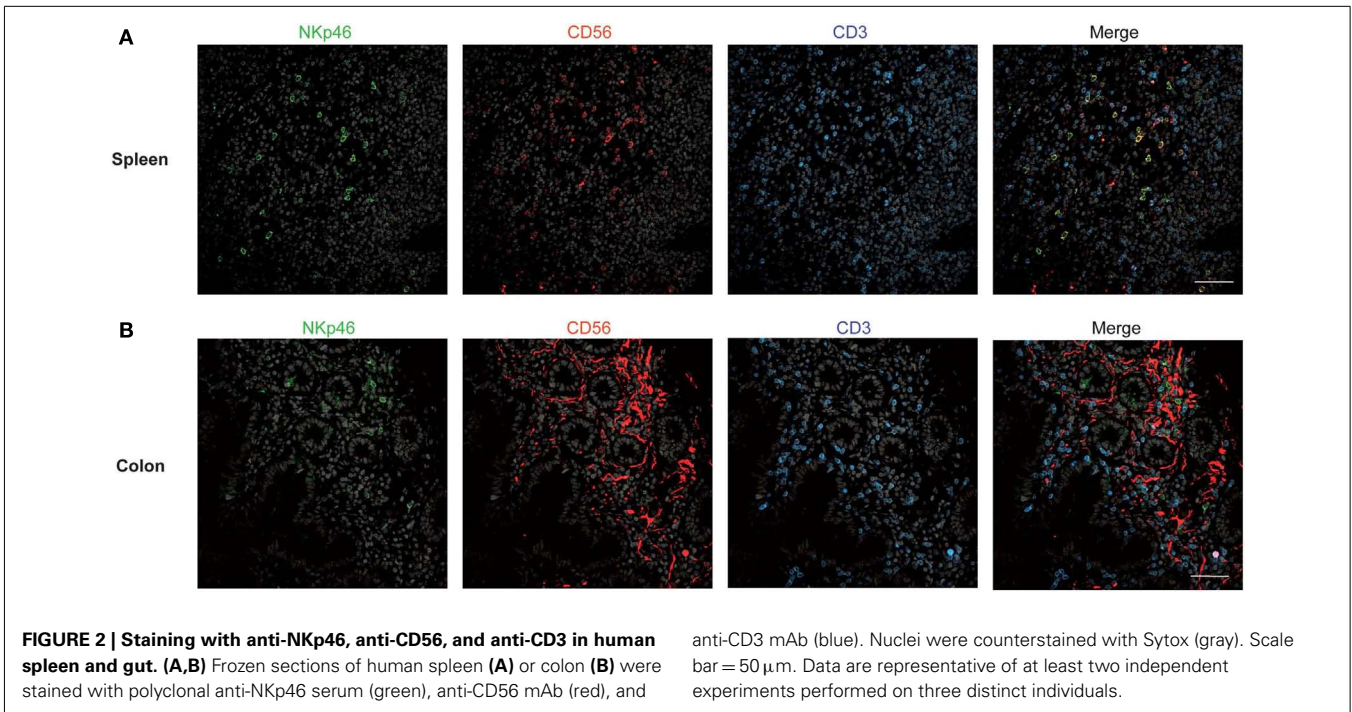 A
NKp46 CD56 CD3 Merge
Spleen
B
NKp46 CD56 CD3 Merge
Colon
FIGURE 2 | Staining with anti-NKp46, anti-CD56, and anti-CD3 in human
spleen and gut. (A,B) Frozen sections of human spleen (A) or colon (B) were
stained with polyclonal anti-NKp46 serum (green), anti-CD56 mAb (red), and
anti-CD3 mAb (blue). Nuclei were counterstained with Sytox (gray). Scale
bar = 50 μm. Data are representative of at least two independent
experiments performed on three distinct individuals.